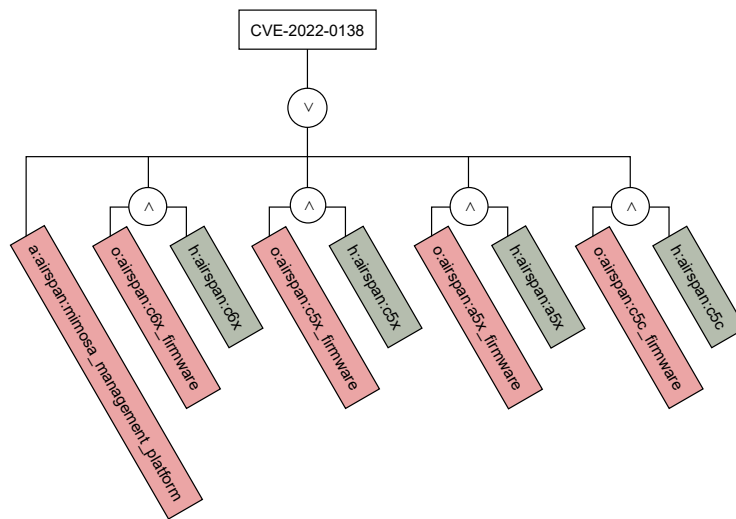 CVE-2022-0138
∨
∧
∧
∧
∧
a:airspan:mimosa_management_platform
o:airspan:c6x_firmware
h:airspan:c6x
o:airspan:c5x_firmware
h:airspan:c5x
o:airspan:a5x_firmware
h:airspan:a5x
o:airspan:c5c_firmware
h:airspan:c5c